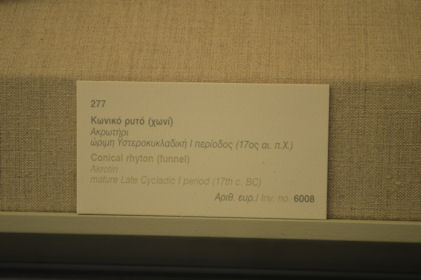 277
Κωνικό ρυτό (χωνί)
Ακρωτήρι
ώριμη Υστεροκυκλαδική Ι περίοδος (17ος αι. π.Χ.)
Conical rhyton (funnel)
Akrotiri
mature Late Cycladic I period (17th c. BC)
Αριθ. ευρ./ Inv. no. 6008